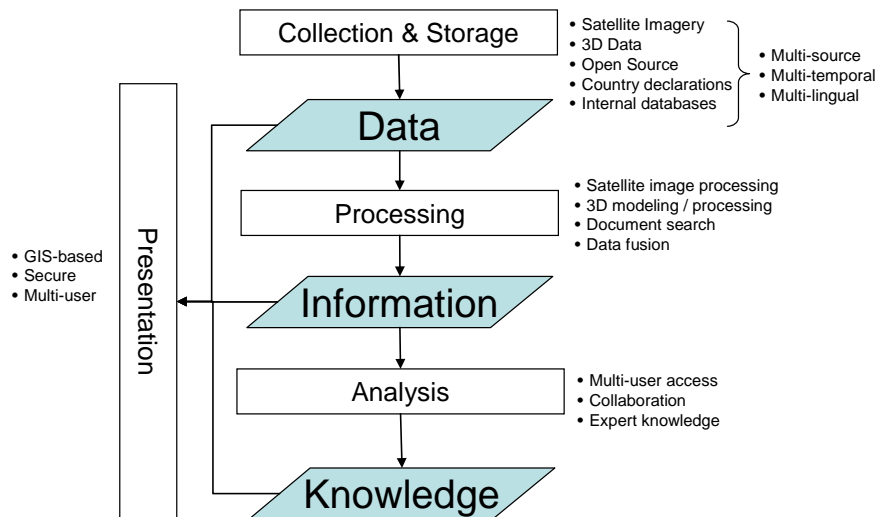 Collection & Storage
• Satellite Imagery
• 3D Data
• Open Source
• Country declarations
• Internal databases
• Multi-source
• Multi-temporal
• Multi-lingual
Data
Processing
• Satellite image processing
• 3D modeling / processing
• Document search
• Data fusion
Presentation
• GIS-based
• Secure
• Multi-user
Information
Analysis
• Multi-user access
• Collaboration
• Expert knowledge
Knowledge